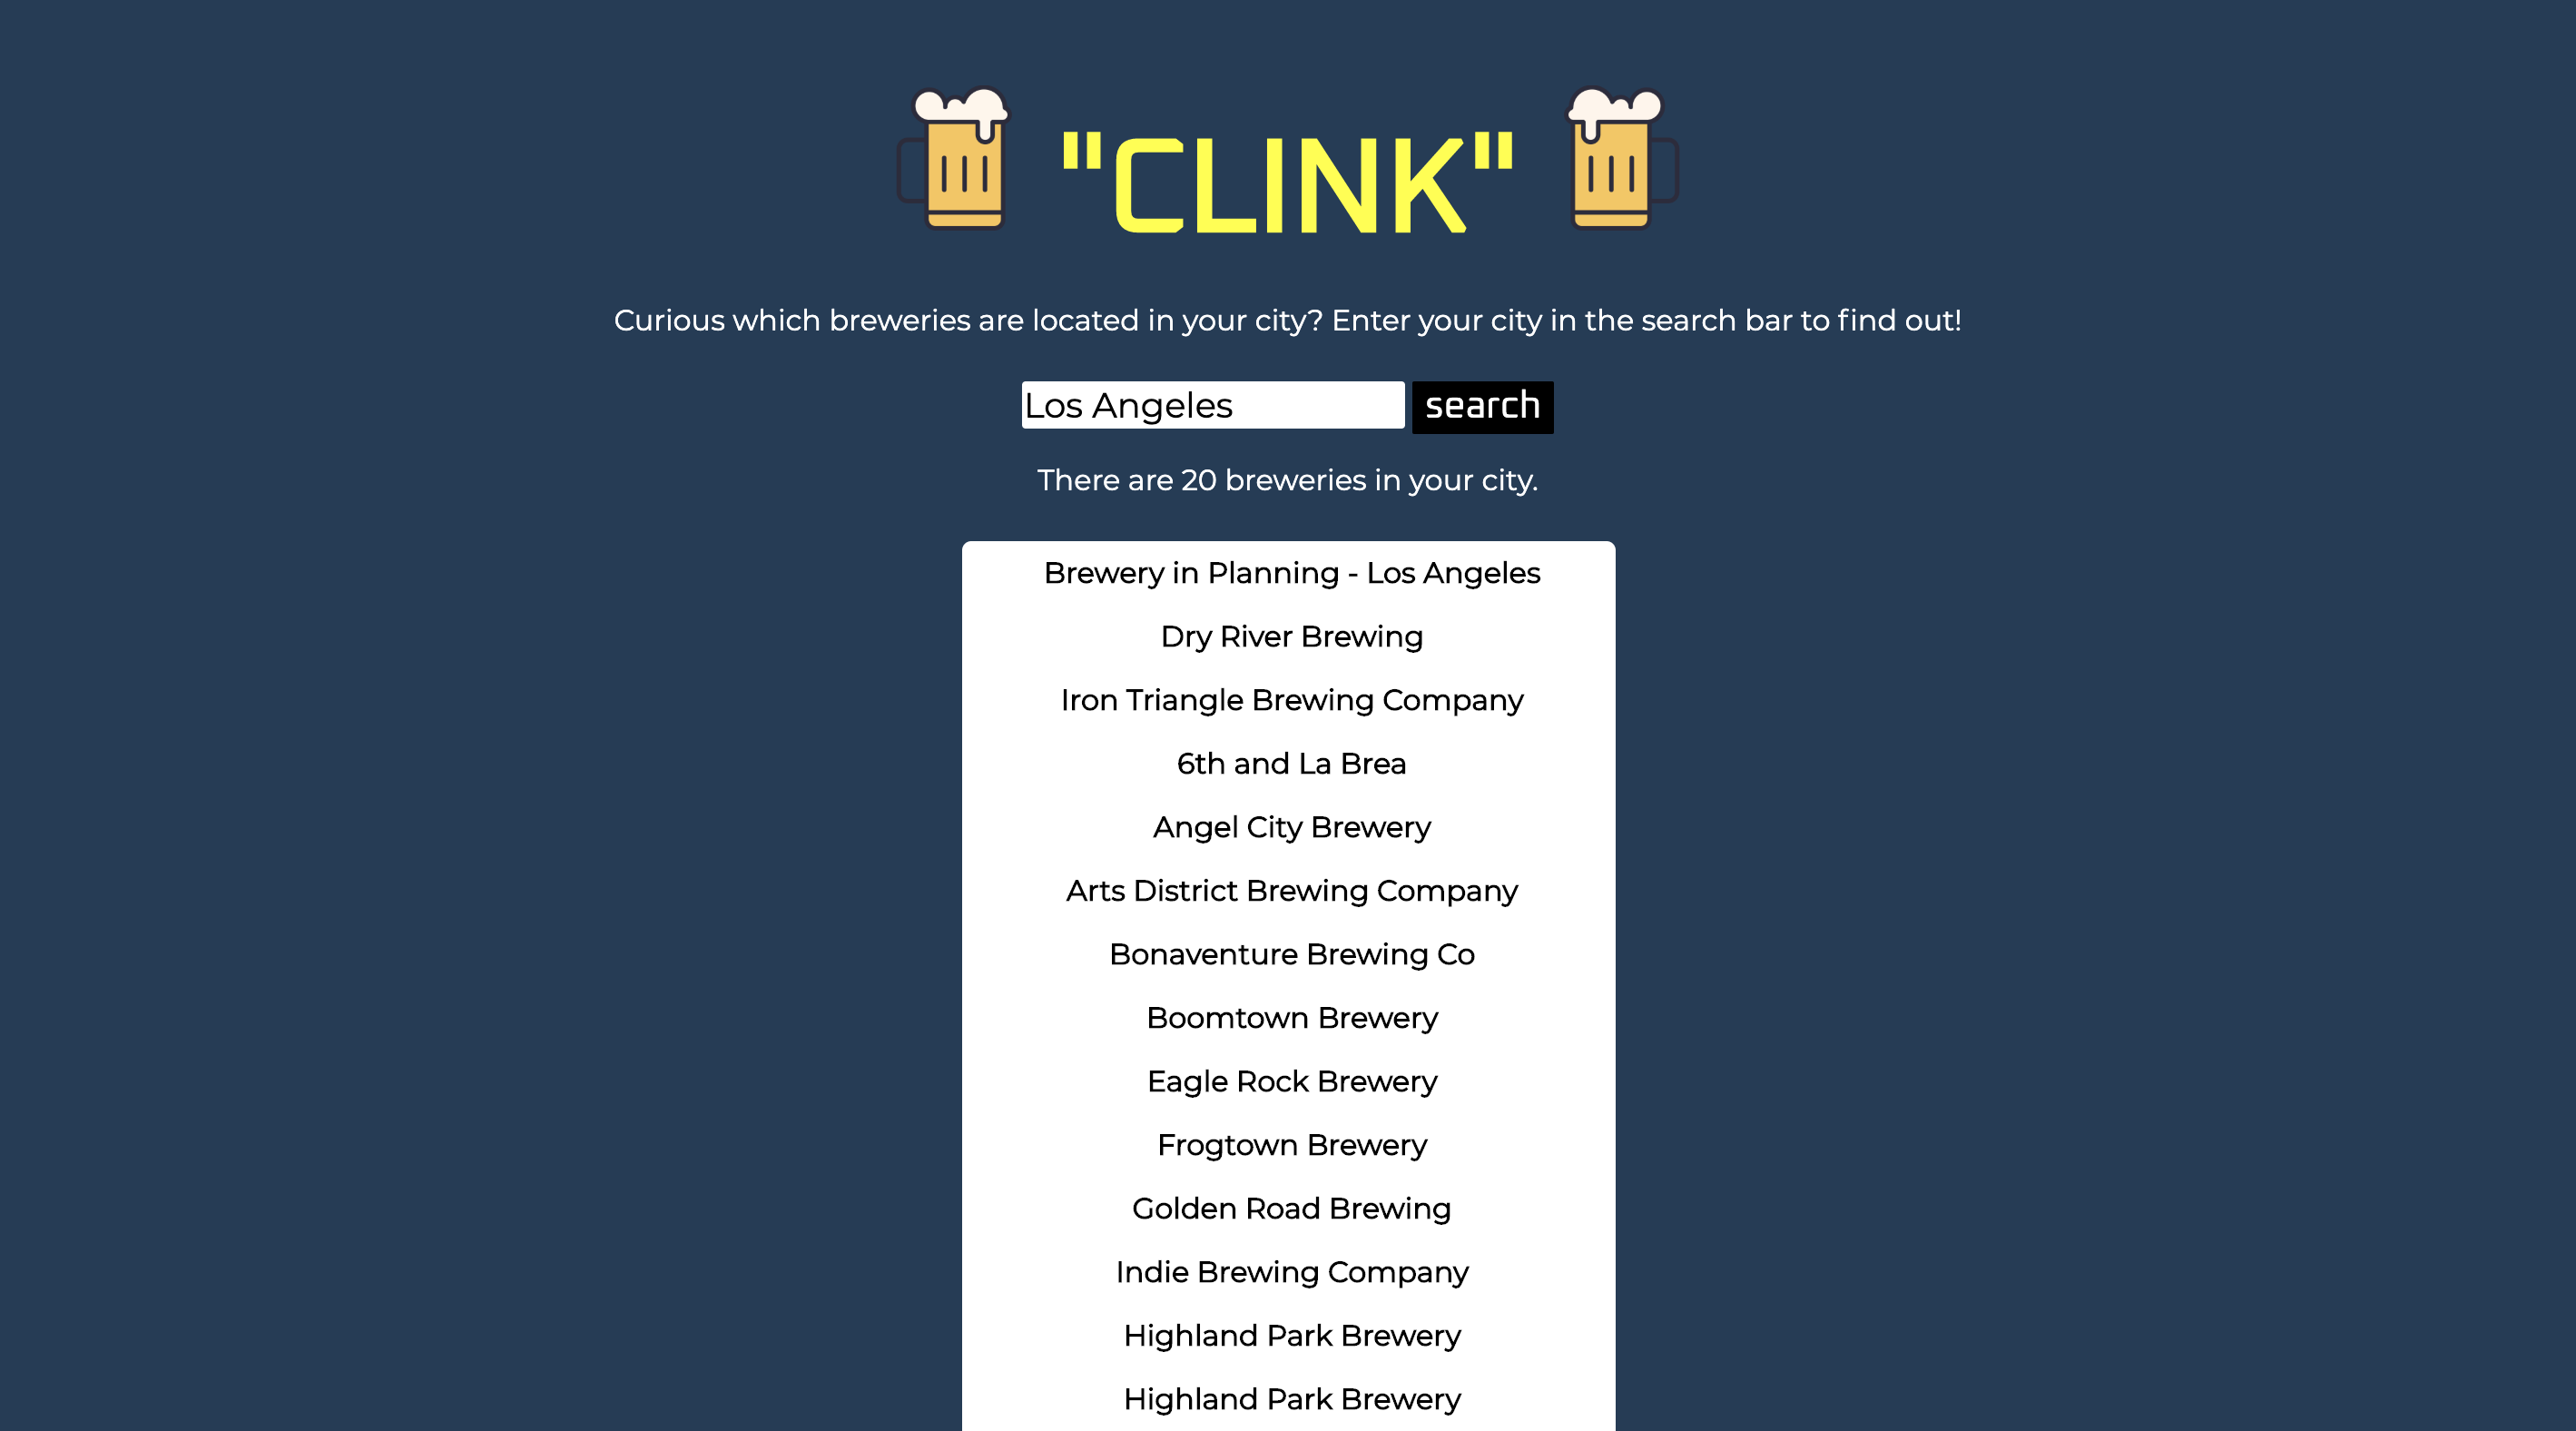 "CLINK"
Curious which breweries are located in your city? Enter your city in the search bar to find out!
Los Angeles search
There are 20 breweries in your city.
Brewery in Planning - Los Angeles
Dry River Brewing
Iron Triangle Brewing Company
6th and La Brea
Angel City Brewery
Arts District Brewing Company
Bonaventure Brewing Co
Boomtown Brewery
Eagle Rock Brewery
Frogtown Brewery
Golden Road Brewing
Indie Brewing Company
Highland Park Brewery
Highland Park Brewery